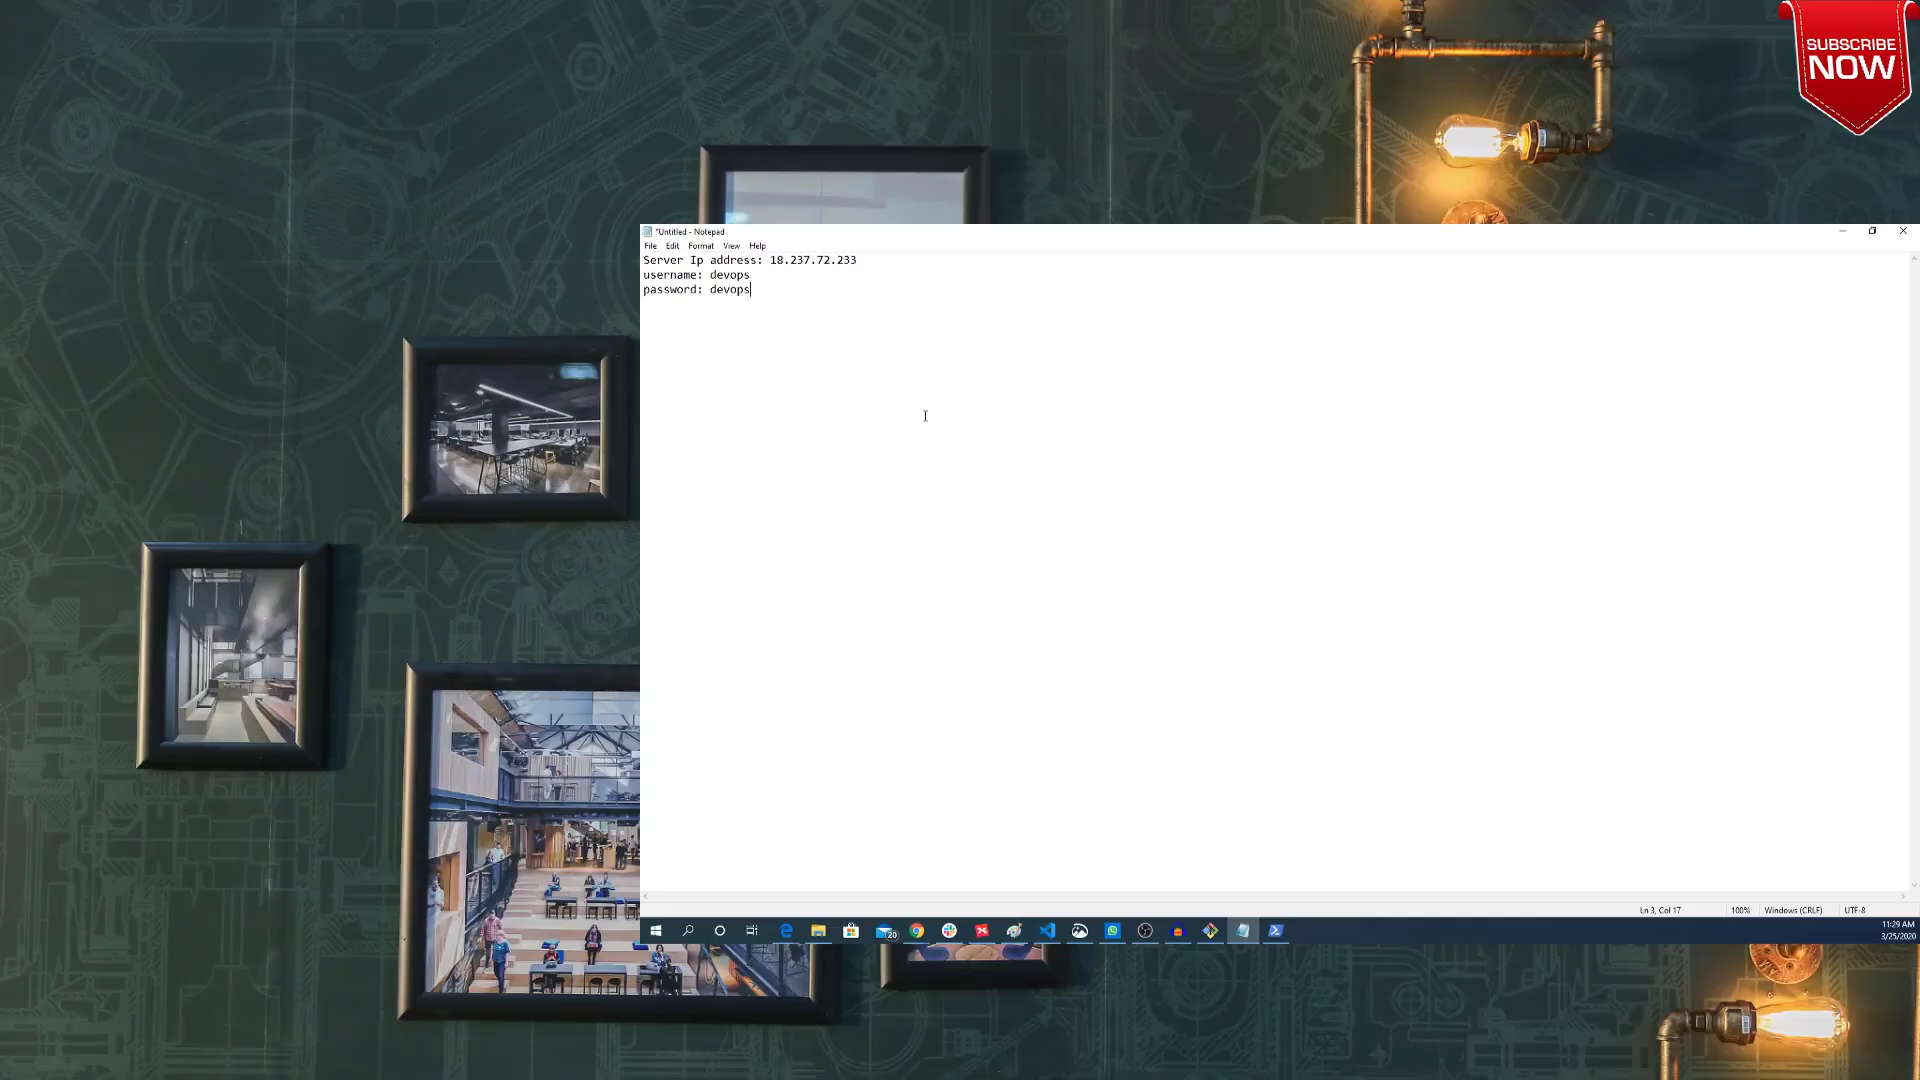 SUBSCRIBE
NOW
*Untitled - Notepad
File Edit Format View Help
Server Ip address: 18.237.72.233
username: devops
password: devops
Ln 3, Col 17 100% Windows (CRLF) UTF-8
20
11:29 AM
3/25/2020